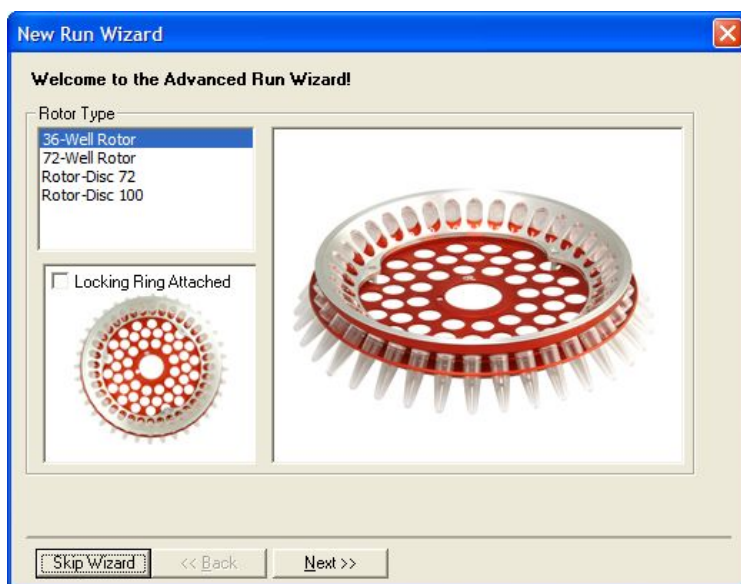 New Run Wizard
Welcome to the Advanced Run Wizard!
Rotor Type
36-Well Rotor
72-Well Rotor
Rotor-Disc 72
Rotor-Disc 100
Locking Ring Attached
Skip Wizard
<< Back
Next >>